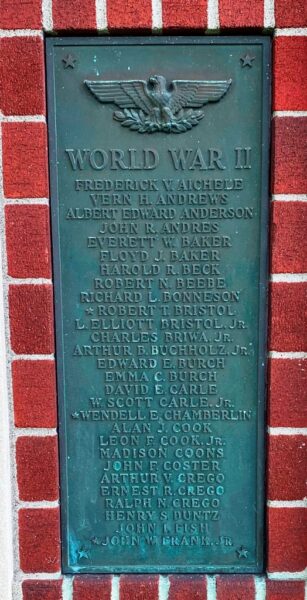 WORLD WAR II
FREDERICK V. AICHELE
VERN H. ANDREWS
ALBERT EDWARD ANDERSON
JOHN R. ANDRES
EVERETT W. BAKER
FLOYD J. BAKER
HAROLD R. BECK
ROBERT N. BEEBE
RICHARD L. BONNESON
★ROBERT T. BRISTOL
L. ELLIOTT BRISTOL, JR.
CHARLES BRIWA, JR.
ARTHUR B. BUCHHOLZ, JR.
EDWARD E. BURCH
EMMA C. BURCH
DAVID E. CARLE
W. SCOTT CARLE, JR.
★WENDELL E. CHAMBERLIN
ALAN J. COOK
LEON F. COOK, JR.
MADISON COONS
JOHN F. COSTER
ARTHUR V. CREGO
ERNEST R. CREGO
RALPH N. CREGO
HENRY S. DUNTZ
JOHN I. FISH
★JOHN W. FRANK, JR.